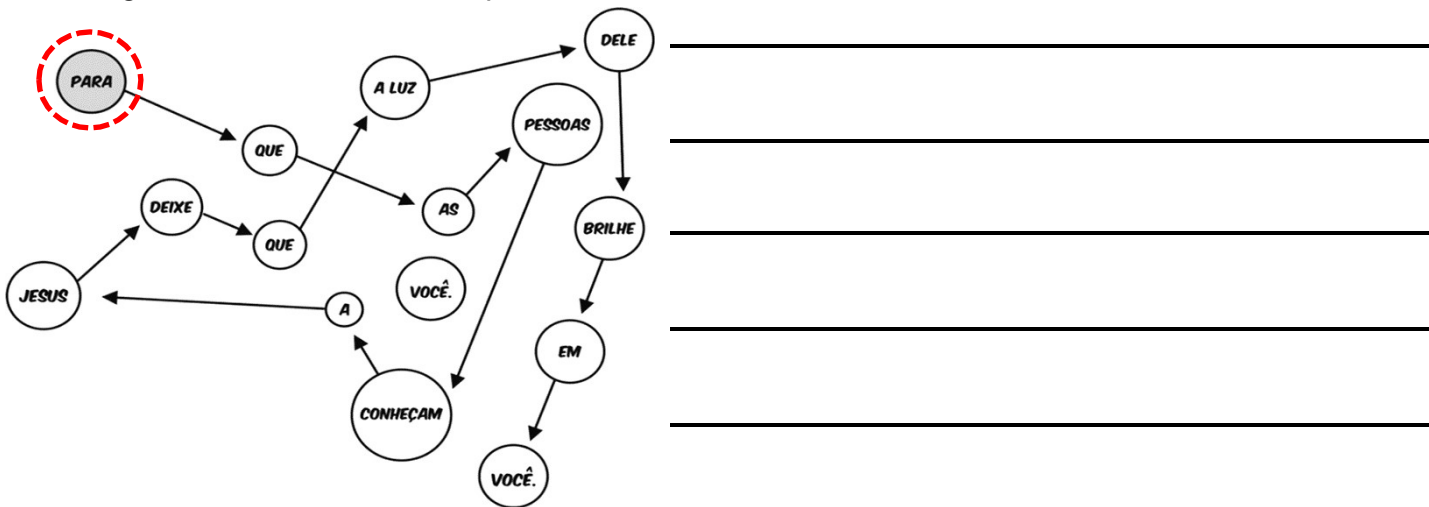 PARA
QUE
AS
PESSOAS
CONHEÇAM
A
JESUS
DEIXE
QUE
A LUZ
DELE
BRILHE
EM
VOCÊ.
VOCÊ.